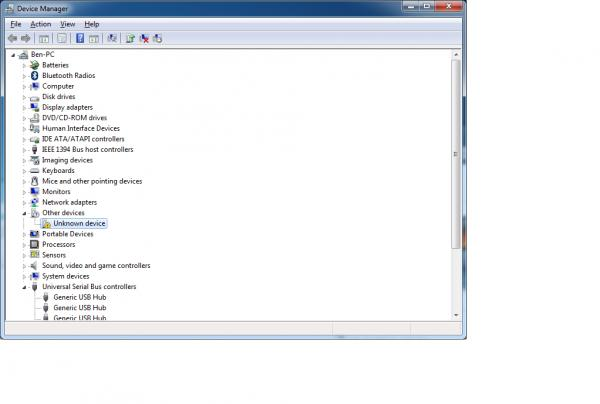 Device Manager
File Action View Help
Ben-PC
Batteries
Bluetooth Radios
Computer
Disk drives
Display adapters
DVD/CD-ROM drives
Human Interface Devices
IDE ATA/ATAPI controllers
IEEE 1394 Bus host controllers
Imaging devices
Keyboards
Mice and other pointing devices
Monitors
Network adapters
Other devices
Unknown device
Portable Devices
Processors
Sensors
Sound, video and game controllers
System devices
Universal Serial Bus controllers
Generic USB Hub
Generic USB Hub
Generic USB Hub